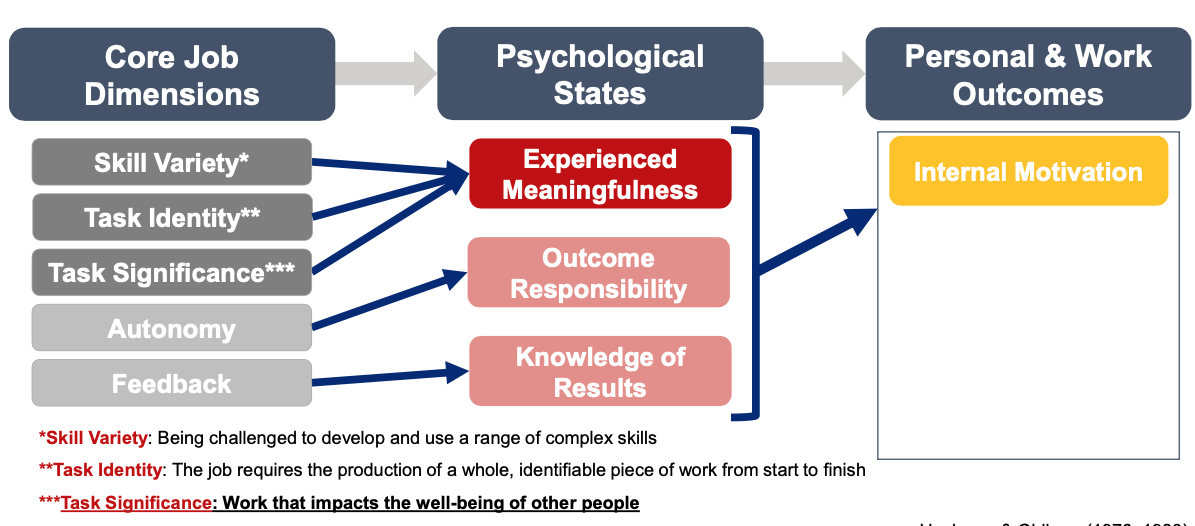 Core Job
Dimensions
Psychological
States
Personal & Work
Outcomes
Skill Variety*
Task Identity**
Task Significance***
Autonomy
Feedback
Experienced
Meaningfulness
Outcome
Responsibility
Knowledge of
Results
Internal Motivation
*Skill Variety: Being challenged to develop and use a range of complex skills
**Task Identity: The job requires the production of a whole, identifiable piece of work from start to finish
***Task Significance: Work that impacts the well-being of other people